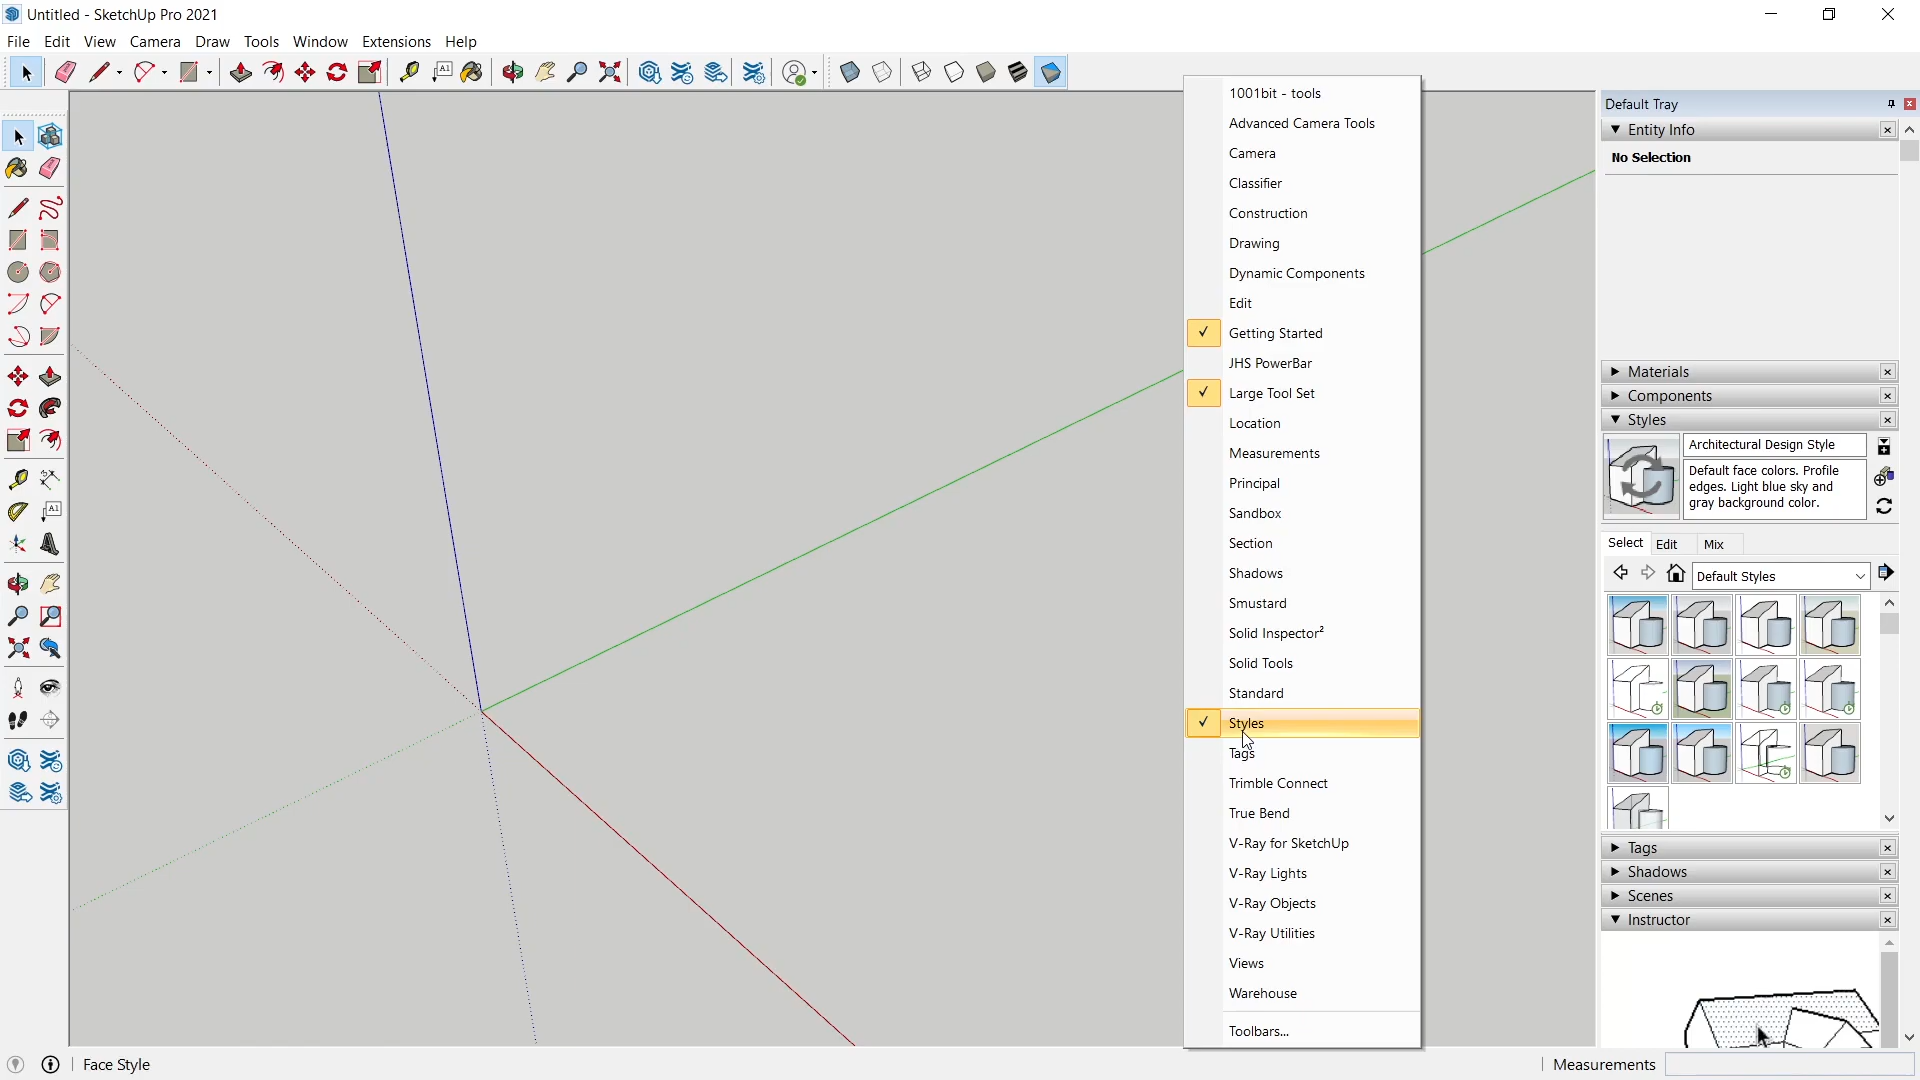 Untitled - SketchUp Pro 2021
File Edit View Camera Draw Tools Window Extensions Help
A1
1001bit - tools
Advanced Camera Tools
Camera
Classifier
Construction
Drawing
Dynamic Components
Edit
Getting Started
JHS PowerBar
Large Tool Set
Location
Measurements
Principal
Sandbox
Section
Shadows
Smustard
Solid Inspector²
Solid Tools
Standard
Styles
Tags
Trimble Connect
True Bend
V-Ray for SketchUp
V-Ray Lights
V-Ray Objects
V-Ray Utilities
Views
Warehouse
Toolbars...
Default Tray
Entity Info
No Selection
Materials
Components
Styles
Architectural Design Style
Default face colors. Profile
edges. Light blue sky and
gray background color.
Select Edit Mix
Default Styles
Tags
Shadows
Scenes
Instructor
A1
Face Style
Measurements